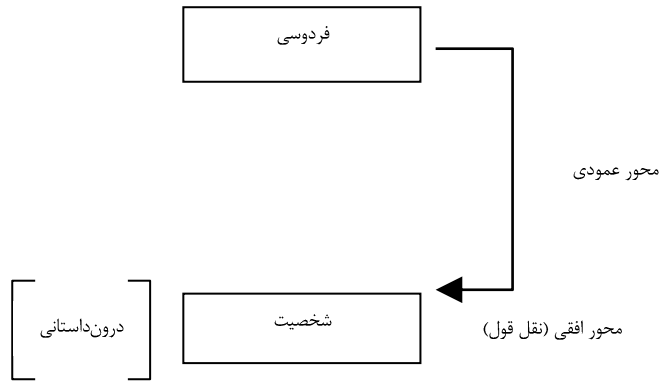 فردوسی
محور عمودی
شخصیت
محور افقی (نقل قول)
درون‌داستانی